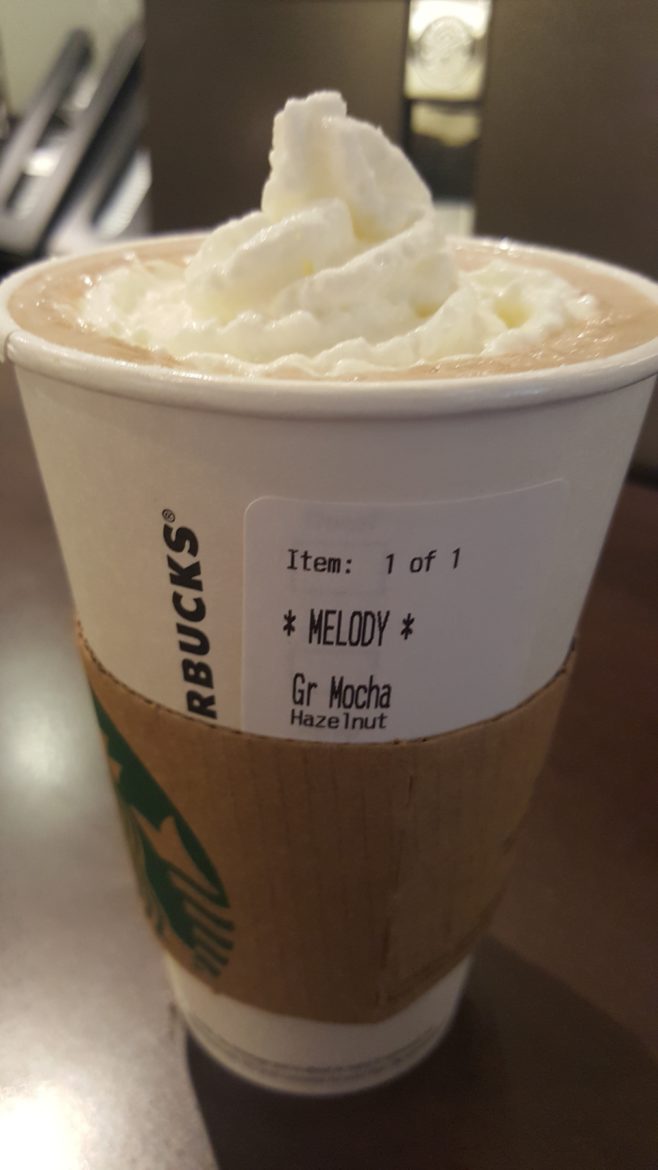 RBUCKS®
Item: 1 of 1
* MELODY *
Gr Mocha
Hazelnut